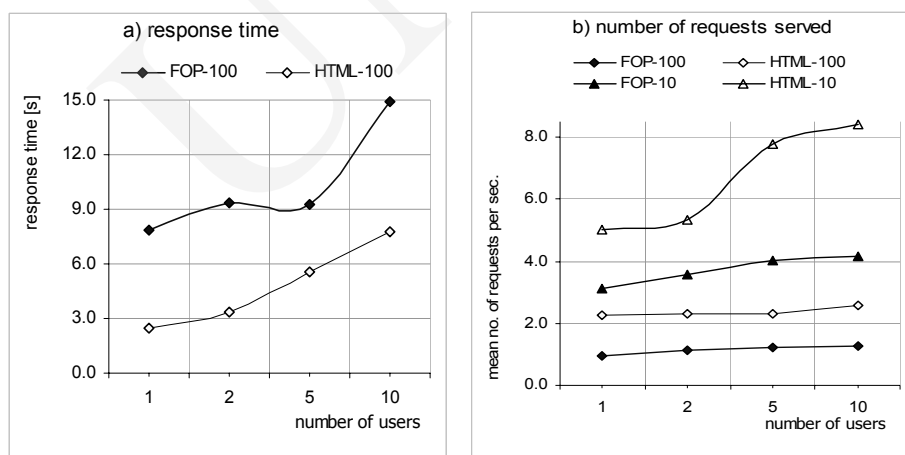 a) response time
FOP-100 HTML-100
15.0
12.0
9.0
6.0
3.0
0.0
response time [s]
1 2 5 10
number of users
b) number of requests served
FOP-100 HTML-100
FOP-10 HTML-10
8.0
6.0
4.0
2.0
0.0
mean no. of requests per sec.
1 2 5 10
number of users